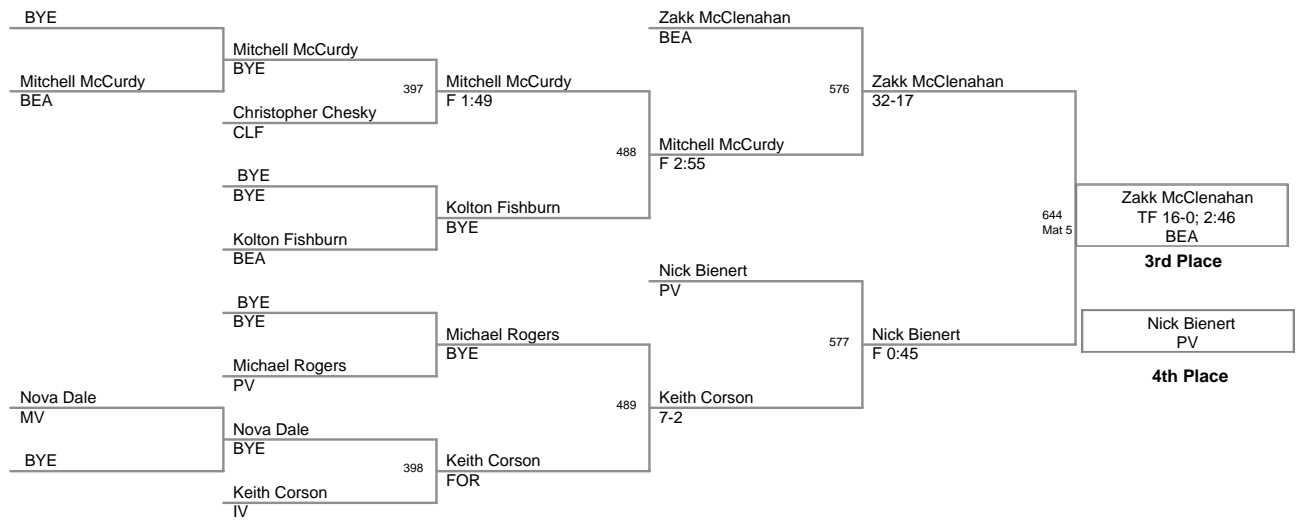 BYE
Mitchell McCurdy
BEA
Mitchell McCurdy
BYE
397
Christopher Chesky
CLF
Mitchell McCurdy
F 1:49
BYE
BYE
Kolton Fishburn
BEA
Kolton Fishburn
BYE
488
Zakk McClenahan
BEA
Mitchell McCurdy
F 2:55
576
Zakk McClenahan
32-17
BYE
BYE
Michael Rogers
PV
Michael Rogers
BYE
Nova Dale
MV
BYE
Nova Dale
BYE
398
Keith Corson
IV
Keith Corson
FOR
489
Nick Bienert
PV
Keith Corson
7-2
577
Nick Bienert
F 0:45
644
Mat 5
Zakk McClenahan
TF 16-0; 2:46
BEA
3rd Place
Nick Bienert
PV
4th Place